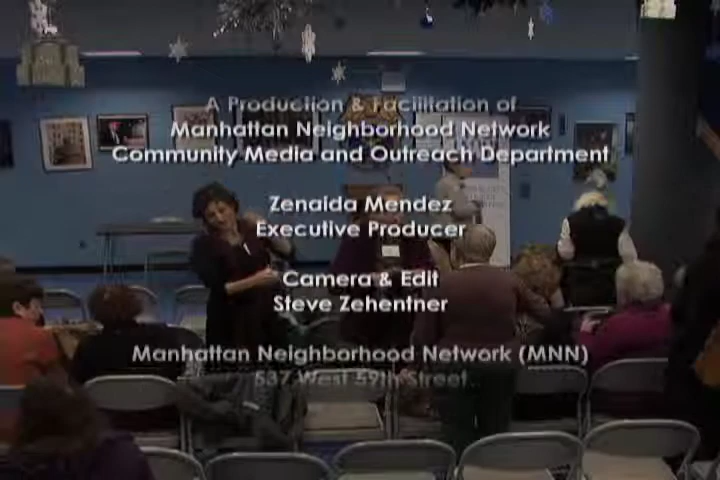 A Production & Facilitation of
Manhattan Neighborhood Network
Community Media and Outreach Department
Zenaida Mendez
Executive Producer
Camera & Edit
Steve Zehentner
Manhattan Neighborhood Network (MNN)
537 West 59th Street